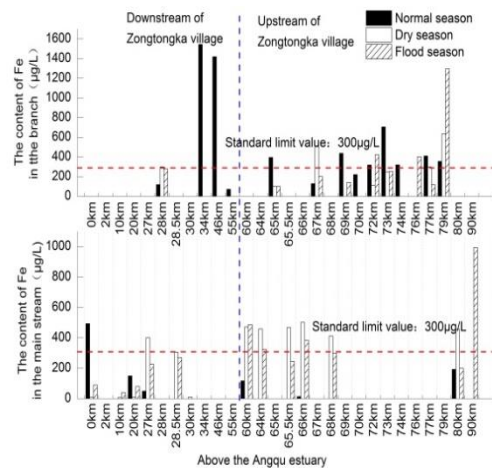 Downstream of
Zongtongka village
Upstream of
Zongtongka village
Normal season
Dry season
Flood season
The content of Fe
in tthe branch (μg/L)
1600
1400
1200
1000
800
600
400
200
0
Standard limit value: 300μg/L
0km
2km
10km
20km
27km
28km
28.5km
30km
34km
46km
55km
60km
64km
65km
65.5km
66km
67km
68km
69km
70km
72km
73km
74km
76km
77km
79km
80km
90km
The content of Fe
in the main stream (μg/L)
1000
800
600
400
200
0
Standard limit value: 300μg/L
0km
2km
10km
20km
27km
28km
28.5km
30km
34km
46km
55km
60km
64km
65km
65.5km
66km
67km
68km
69km
70km
72km
73km
74km
76km
77km
79km
80km
90km
Above the Angqu estuary